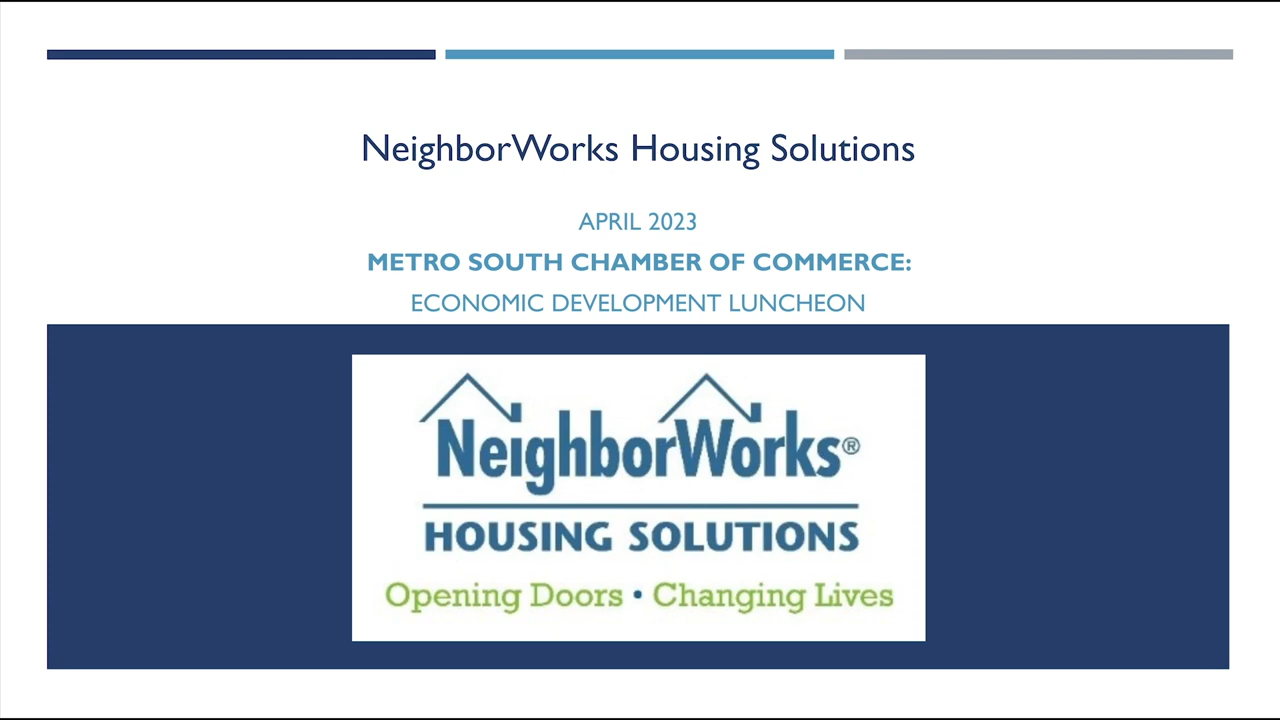 NeighborWorks Housing Solutions
APRIL 2023
METRO SOUTH CHAMBER OF COMMERCE:
ECONOMIC DEVELOPMENT LUNCHEON
NeighborWorks®
HOUSING SOLUTIONS
Opening Doors • Changing Lives